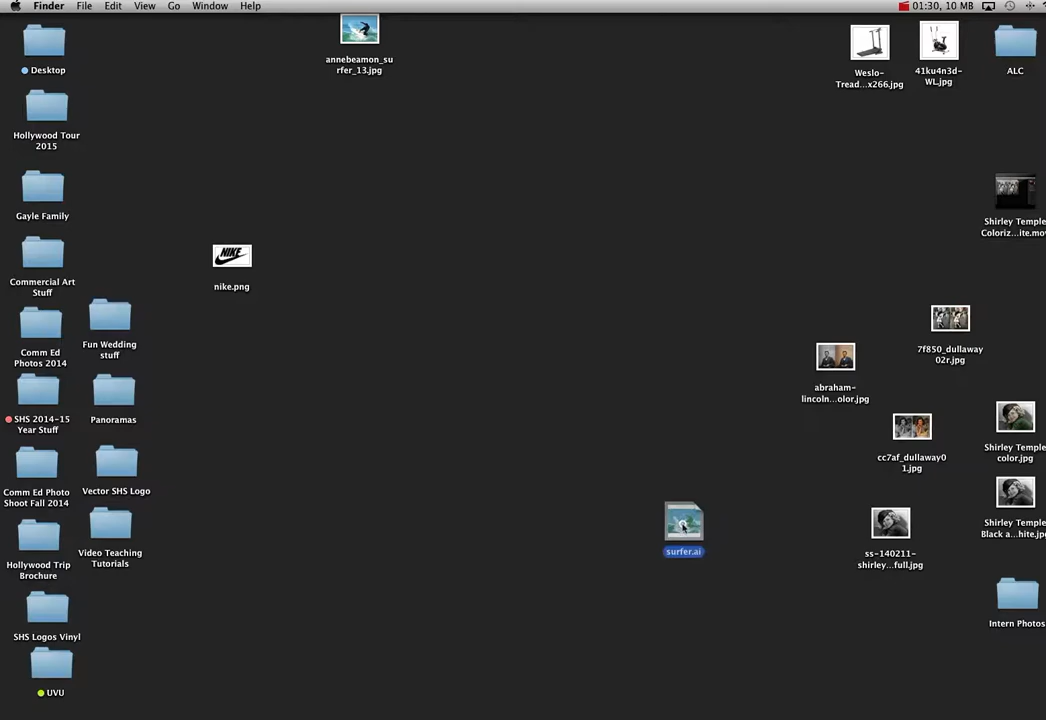 Finder File Edit View Go Window Help 01:30, 10 MB
Desktop
Hollywood Tour
2015
Gayle Family
Commercial Art
Stuff
Comm Ed
Photos 2014
SHS 2014-15
Year Stuff
Comm Ed Photo
Shoot Fall 2014
Hollywood Trip
Brochure
SHS Logos Vinyl
UVU
Fun Wedding
stuff
Panoramas
Vector SHS Logo
Video Teaching
Tutorials
annebeamon_su
rfer_13.jpg
NIKE
nike.png
surfer.ai
Weslo-
Tread...x266.jpg
41ku4n3d-
WL.jpg
ALC
Shirley Temple
Coloriz...ite.mov
7f850_dullaway
02r.jpg
abraham-
lincoln...olor.jpg
cc7af_dullaway0
1.jpg
Shirley Temple
color.jpg
Shirley Temple
Black a...hite.jpg
ss-140211-
shirley...full.jpg
Intern Photos